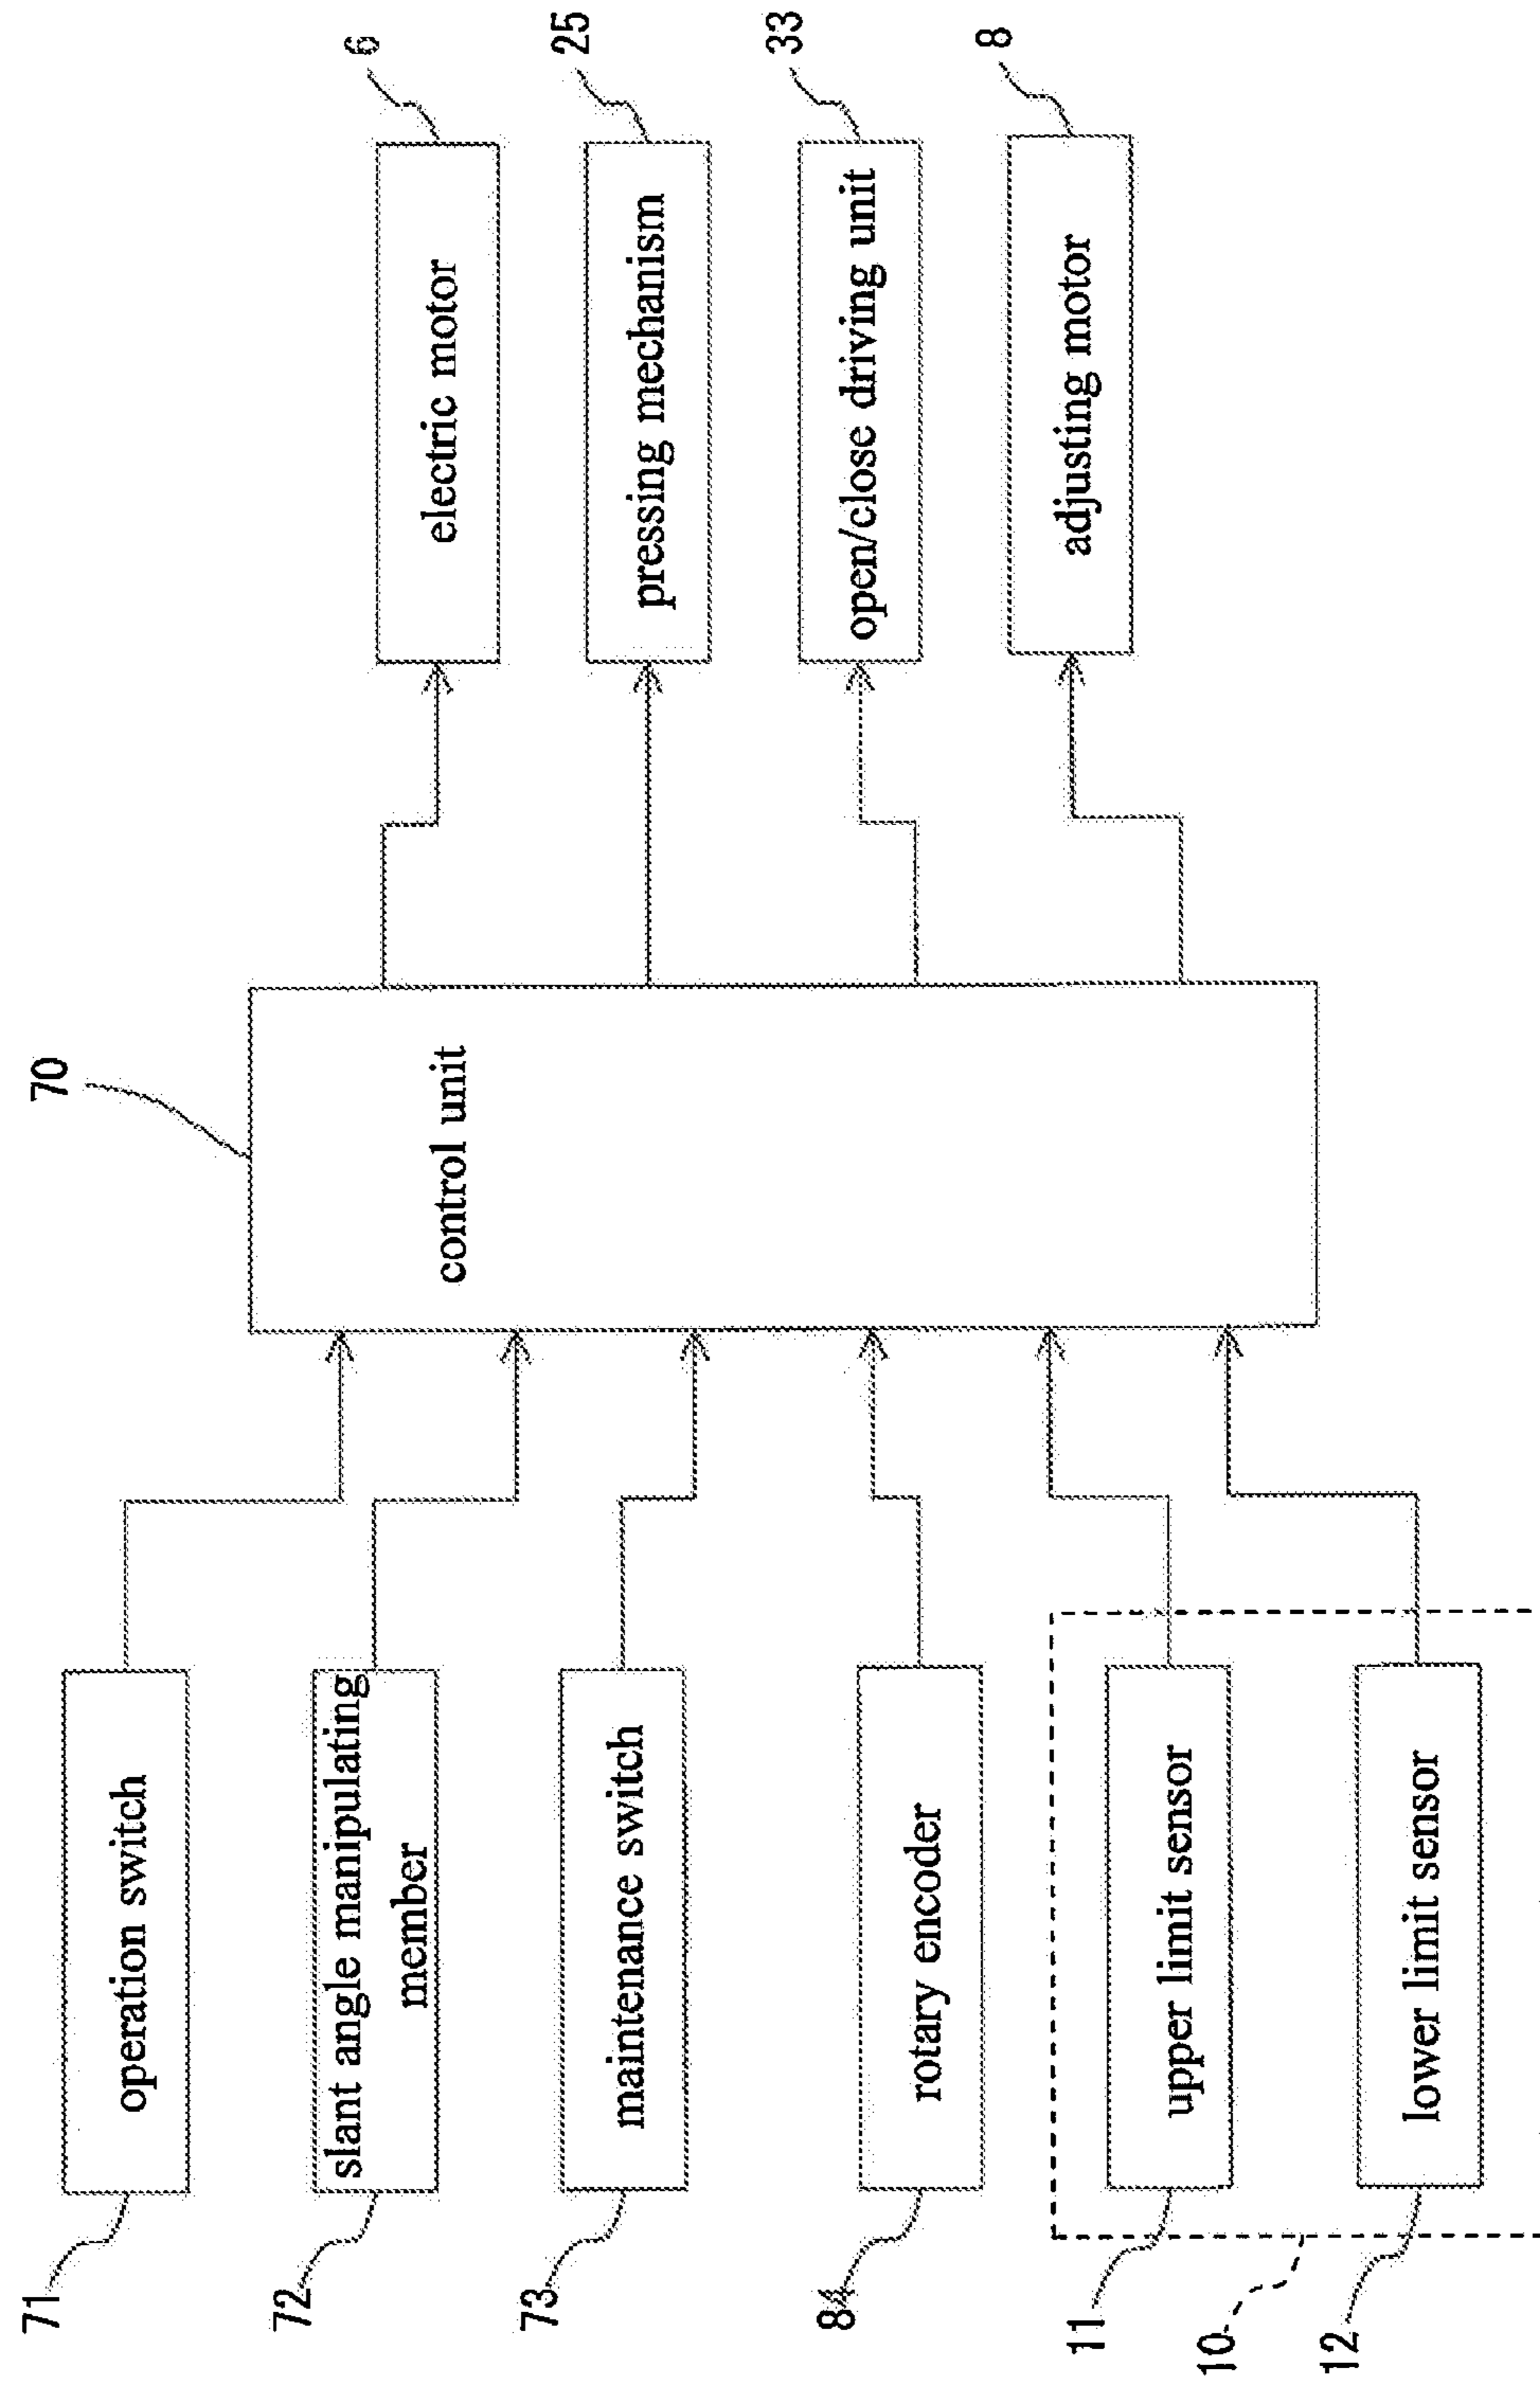 70
71
operation switch
72
slant angle manipulating
member
73
maintenance switch
84
rotary encoder
11
upper limit sensor
10
12
lower limit sensor
control unit
electric motor
6
pressing mechanism
25
open/close driving unit
33
adjusting motor
8